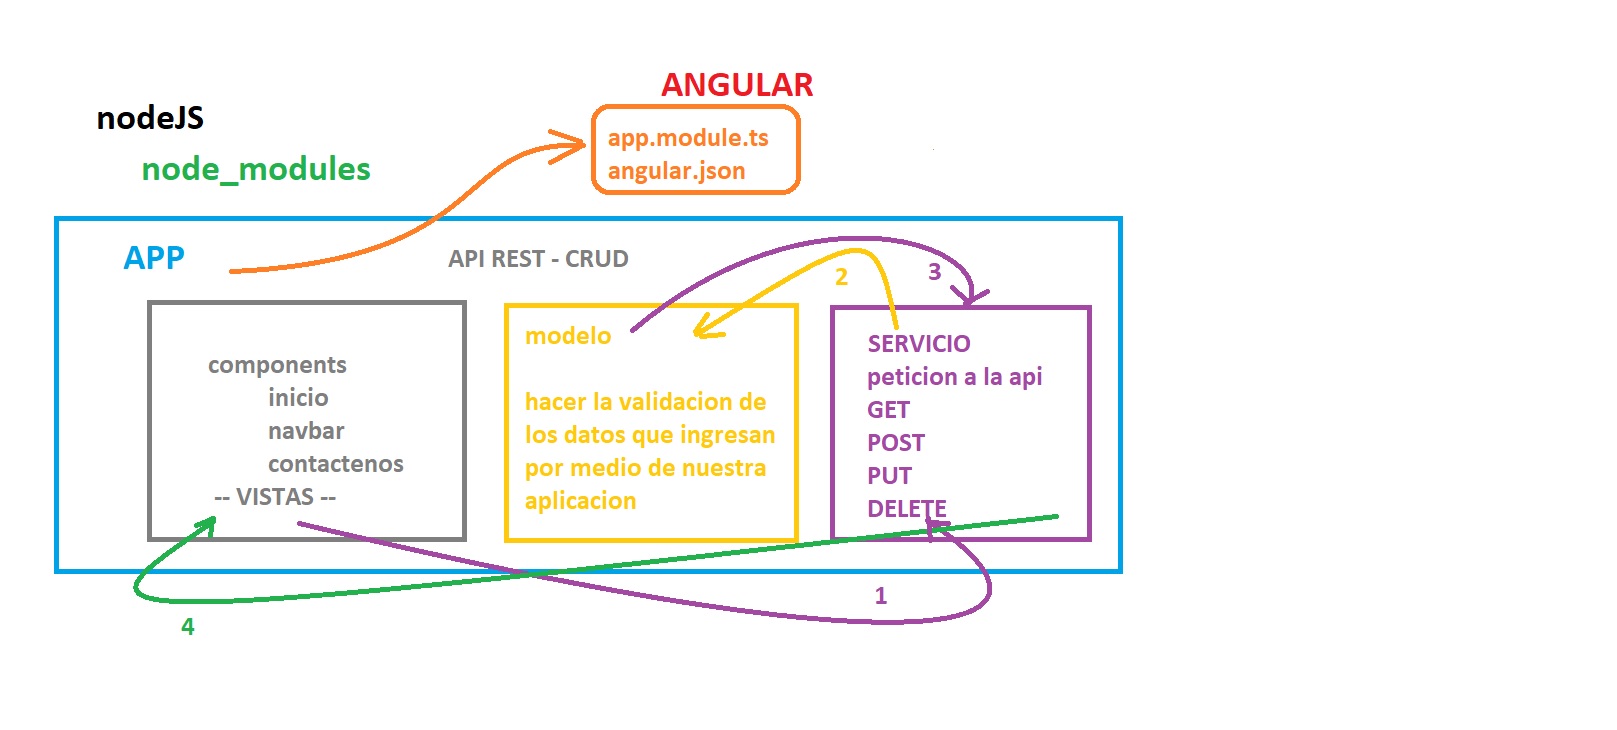 ANGULAR
nodeJS
node_modules
app.module.ts
angular.json
APP
API REST - CRUD
components
inicio
navbar
contactenos
-- VISTAS --
modelo
hacer la validacion de
los datos que ingresan
por medio de nuestra
aplicacion
2
3
SERVICIO
peticion a la api
GET
POST
PUT
DELETE
1
4